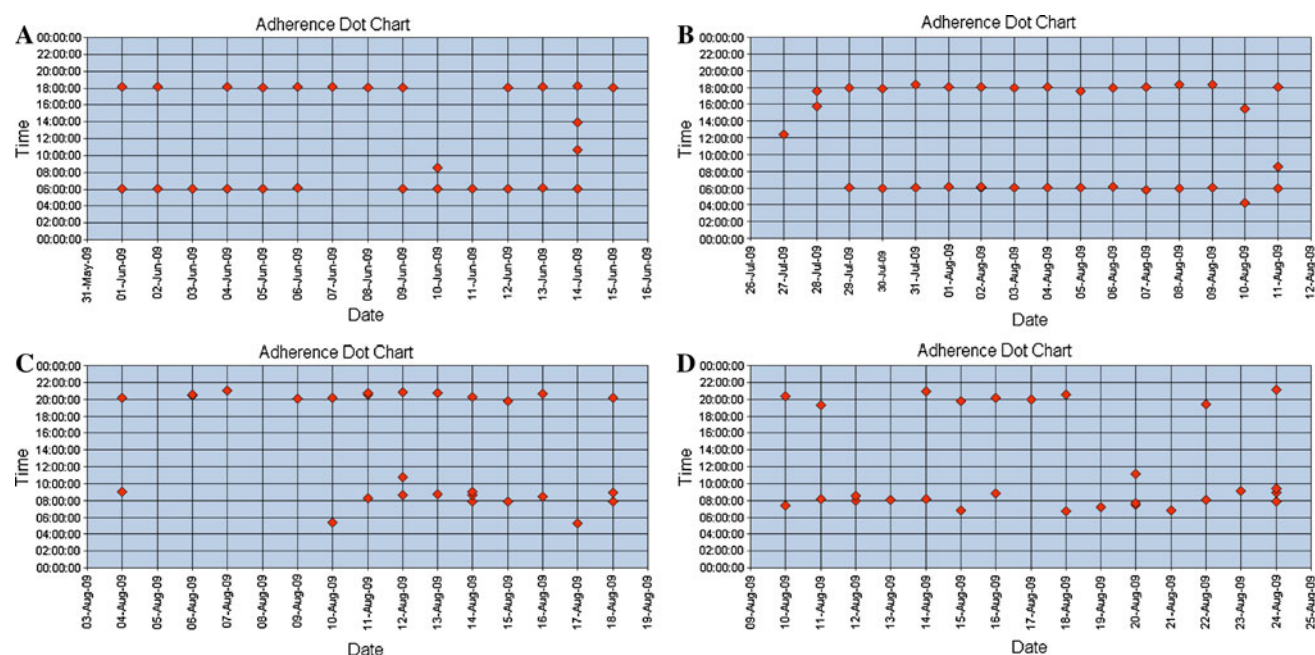 A
Adherence Dot Chart
Time
00:00:00
22:00:00
20:00:00
18:00:00
16:00:00
14:00:00
12:00:00
10:00:00
08:00:00
06:00:00
04:00:00
02:00:00
00:00:00
31-May-09
01-Jun-09
02-Jun-09
03-Jun-09
04-Jun-09
05-Jun-09
06-Jun-09
07-Jun-09
08-Jun-09
09-Jun-09
10-Jun-09
11-Jun-09
12-Jun-09
13-Jun-09
14-Jun-09
15-Jun-09
16-Jun-09
Date
B
Adherence Dot Chart
Time
00:00:00
22:00:00
20:00:00
18:00:00
16:00:00
14:00:00
12:00:00
10:00:00
08:00:00
06:00:00
04:00:00
02:00:00
00:00:00
26-Jul-09
27-Jul-09
28-Jul-09
29-Jul-09
30-Jul-09
31-Jul-09
01-Aug-09
02-Aug-09
03-Aug-09
04-Aug-09
05-Aug-09
06-Aug-09
07-Aug-09
08-Aug-09
09-Aug-09
10-Aug-09
11-Aug-09
12-Aug-09
Date
C
Adherence Dot Chart
Time
00:00:00
22:00:00
20:00:00
18:00:00
16:00:00
14:00:00
12:00:00
10:00:00
08:00:00
06:00:00
04:00:00
02:00:00
00:00:00
03-Aug-09
04-Aug-09
05-Aug-09
06-Aug-09
07-Aug-09
08-Aug-09
09-Aug-09
10-Aug-09
11-Aug-09
12-Aug-09
13-Aug-09
14-Aug-09
15-Aug-09
16-Aug-09
17-Aug-09
18-Aug-09
19-Aug-09
Date
D
Adherence Dot Chart
Time
00:00:00
22:00:00
20:00:00
18:00:00
16:00:00
14:00:00
12:00:00
10:00:00
08:00:00
06:00:00
04:00:00
02:00:00
00:00:00
09-Aug-09
10-Aug-09
11-Aug-09
12-Aug-09
13-Aug-09
14-Aug-09
15-Aug-09
16-Aug-09
17-Aug-09
18-Aug-09
19-Aug-09
20-Aug-09
21-Aug-09
22-Aug-09
23-Aug-09
24-Aug-09
25-Aug-09
Date